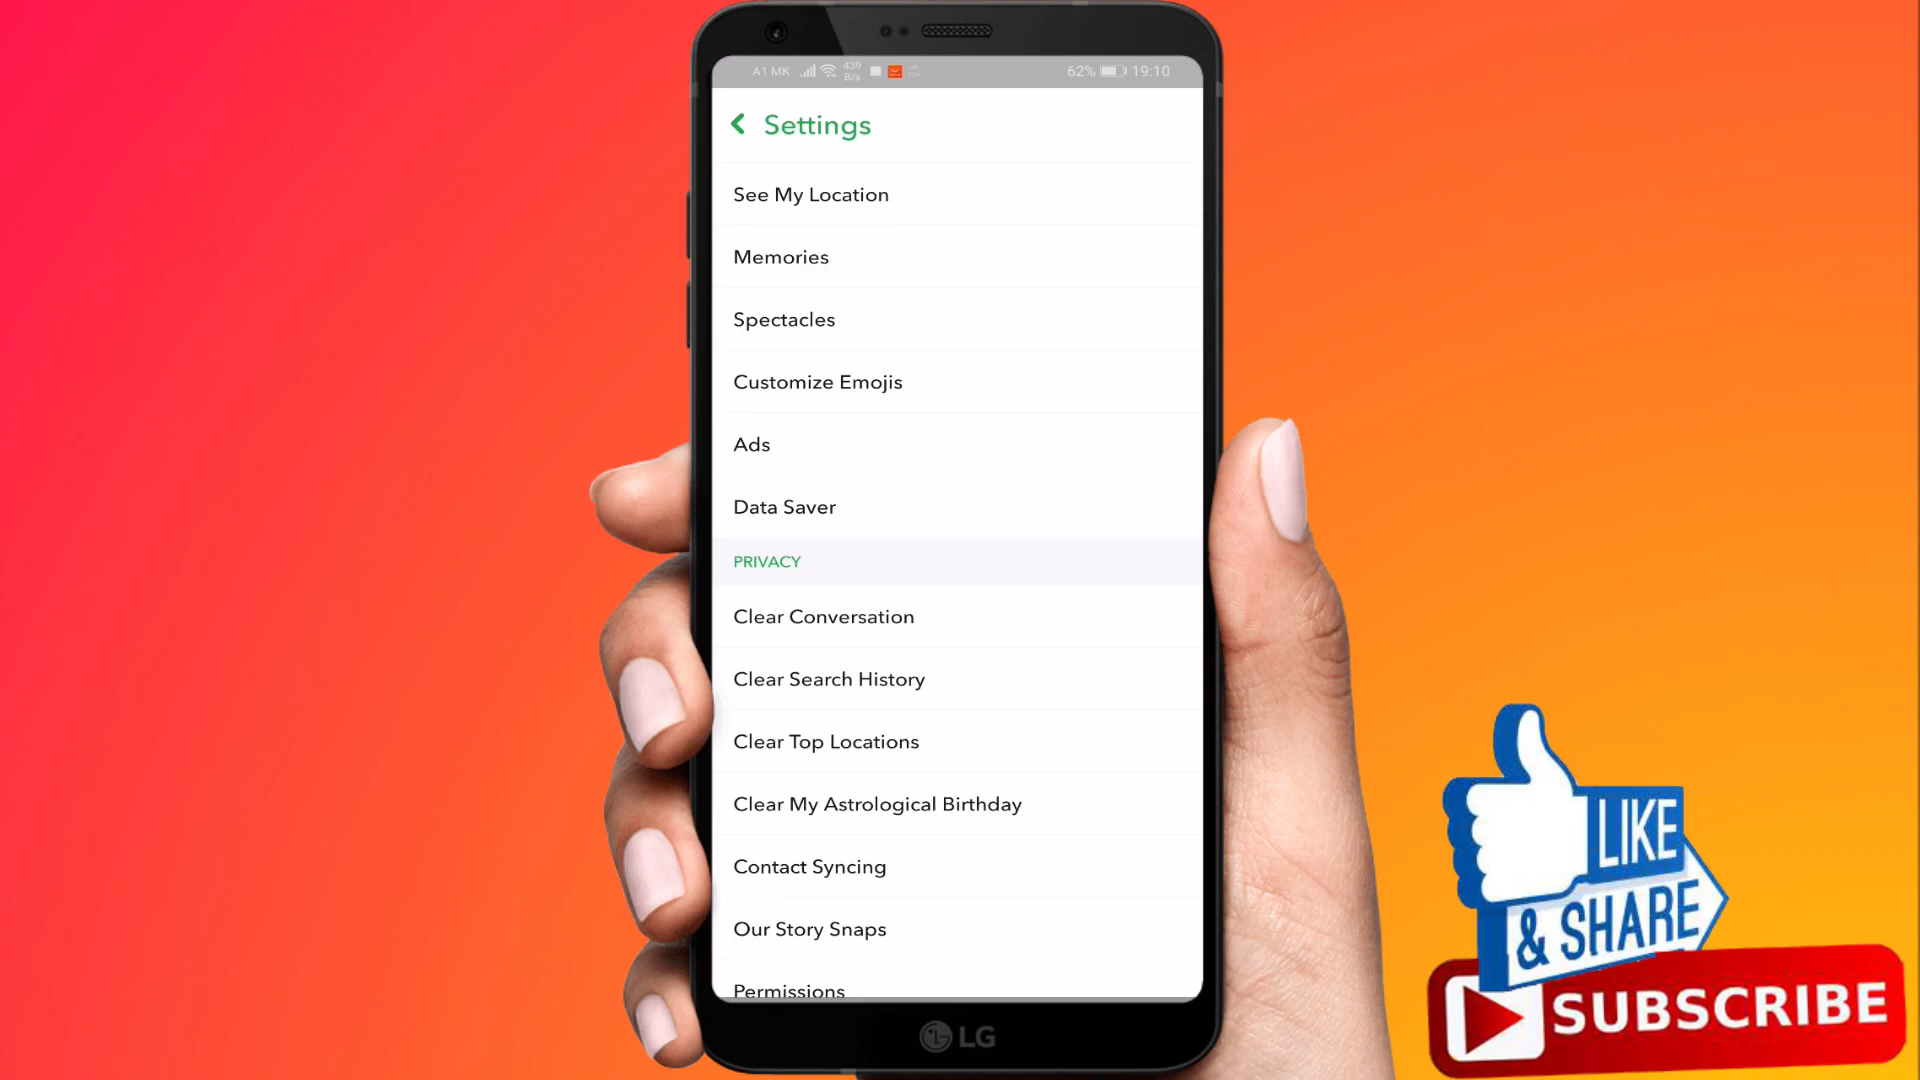 A1 MK 439 B/s 62% 19:10
Settings
See My Location
Memories
Spectacles
Customize Emojis
Ads
Data Saver
PRIVACY
Clear Conversation
Clear Search History
Clear Top Locations
Clear My Astrological Birthday
Contact Syncing
Our Story Snaps
Permissions
LG
LIKE
& SHARE
SUBSCRIBE